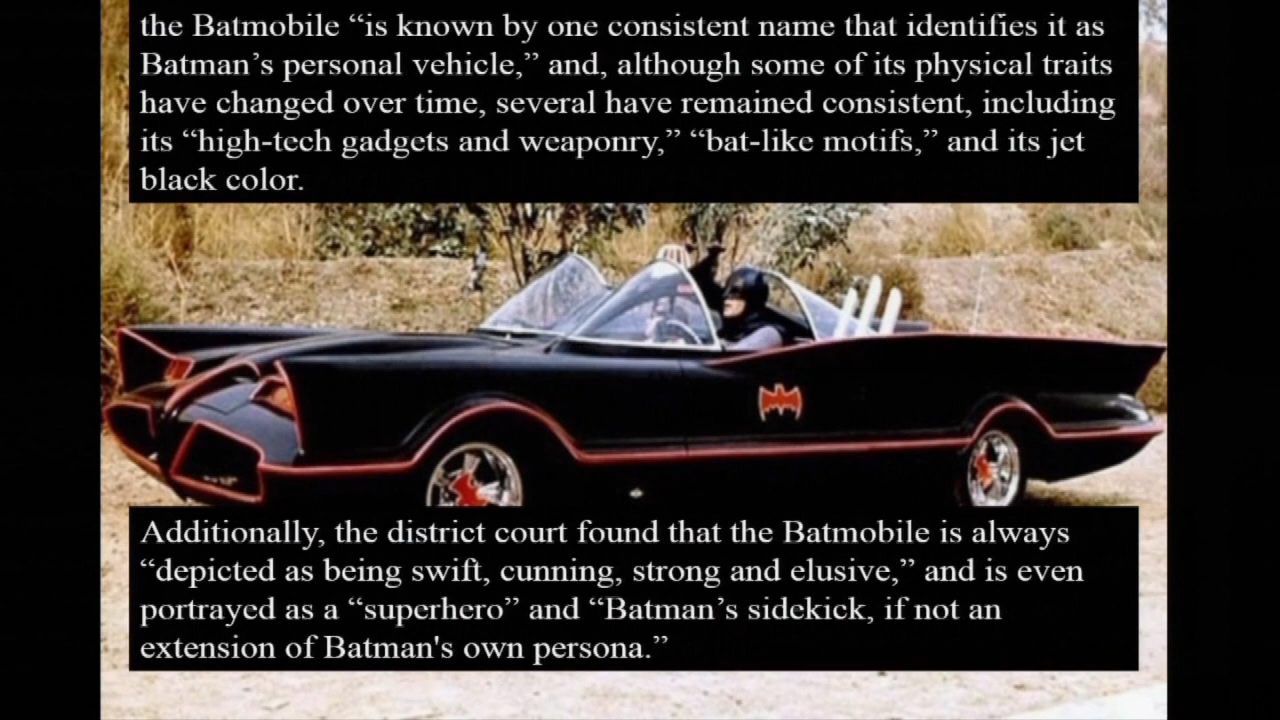 the Batmobile “is known by one consistent name that identifies it as
Batman’s personal vehicle,” and, although some of its physical traits
have changed over time, several have remained consistent, including
its “high-tech gadgets and weaponry,” “bat-like motifs,” and its jet
black color.
Additionally, the district court found that the Batmobile is always
“depicted as being swift, cunning, strong and elusive,” and is even
portrayed as a “superhero” and “Batman’s sidekick, if not an
extension of Batman's own persona.”